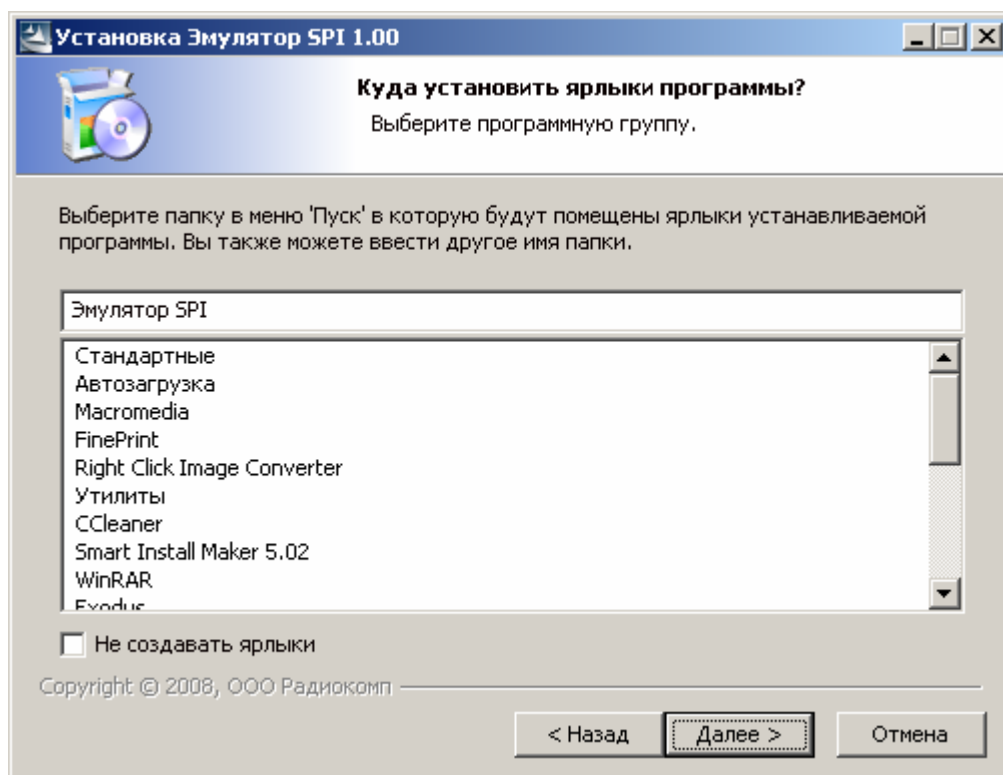 Установка Эмулятор SPI 1.00
Куда установить ярлыки программы?
Выберите программную группу.
Выберите папку в меню 'Пуск' в которую будут помещены ярлыки устанавливаемой
программы. Вы также можете ввести другое имя папки.
Эмулятор SPI
Стандартные
Автозагрузка
Macromedia
FinePrint
Right Click Image Converter
Утилиты
CCleaner
Smart Install Maker 5.02
WinRAR
Exodus
Не создавать ярлыки
Copyright © 2008, ООО Радиокомп
< Назад
Далее >
Отмена